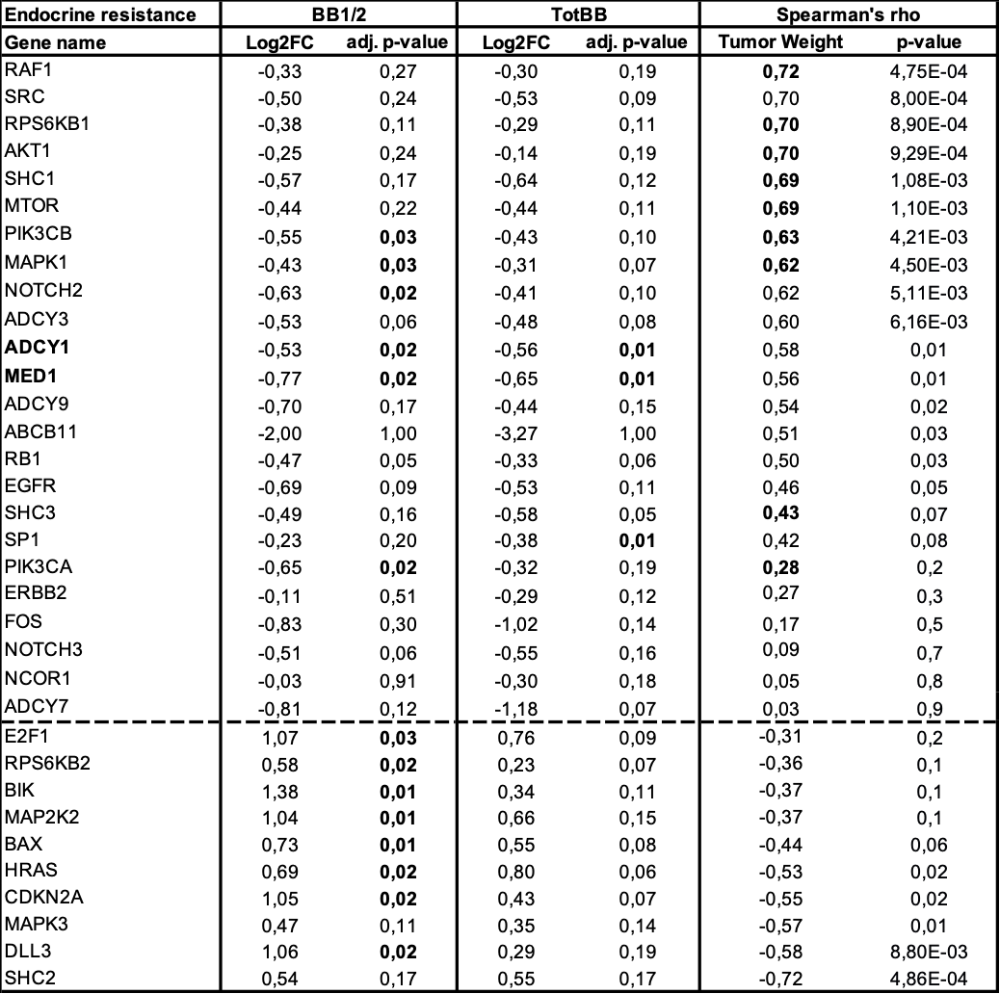 Endocrine resistance BB1/2 TotBB Spearman's rho
Gene name Log2FC adj. p-value Log2FC adj. p-value Tumor Weight p-value
RAF1 -0,33 0,27 -0,30 0,19 0,72 4,75E-04
SRC -0,50 0,24 -0,53 0,09 0,70 8,00E-04
RPS6KB1 -0,38 0,11 -0,29 0,11 0,70 8,90E-04
AKT1 -0,25 0,24 -0,14 0,19 0,70 9,29E-04
SHC1 -0,57 0,17 -0,64 0,12 0,69 1,08E-03
MTOR -0,44 0,22 -0,44 0,11 0,69 1,10E-03
PIK3CB -0,55 0,03 -0,43 0,10 0,63 4,21E-03
MAPK1 -0,43 0,03 -0,31 0,07 0,62 4,50E-03
NOTCH2 -0,63 0,02 -0,41 0,10 0,62 5,11E-03
ADCY3 -0,53 0,06 -0,48 0,08 0,60 6,16E-03
ADCY1 -0,53 0,02 -0,56 0,01 0,58 0,01
MED1 -0,77 0,02 -0,65 0,01 0,56 0,01
ADCY9 -0,70 0,17 -0,44 0,15 0,54 0,02
ABCB11 -2,00 1,00 -3,27 1,00 0,51 0,03
RB1 -0,47 0,05 -0,33 0,06 0,50 0,03
EGFR -0,69 0,09 -0,53 0,11 0,46 0,05
SHC3 -0,49 0,16 -0,58 0,05 0,43 0,07
SP1 -0,23 0,20 -0,38 0,01 0,42 0,08
PIK3CA -0,65 0,02 -0,32 0,19 0,28 0,2
ERBB2 -0,11 0,51 -0,29 0,12 0,27 0,3
FOS -0,83 0,30 -1,02 0,14 0,17 0,5
NOTCH3 -0,51 0,06 -0,55 0,16 0,09 0,7
NCOR1 -0,03 0,91 -0,30 0,18 0,05 0,8
ADCY7 -0,81 0,12 -1,18 0,07 0,03 0,9
E2F1 1,07 0,03 0,76 0,09 -0,31 0,2
RPS6KB2 0,58 0,02 0,23 0,07 -0,36 0,1
BIK 1,38 0,01 0,34 0,11 -0,37 0,1
MAP2K2 1,04 0,01 0,66 0,15 -0,37 0,1
BAX 0,73 0,01 0,55 0,08 -0,44 0,06
HRAS 0,69 0,02 0,80 0,06 -0,53 0,02
CDKN2A 1,05 0,02 0,43 0,07 -0,55 0,02
MAPK3 0,47 0,11 0,35 0,14 -0,57 0,01
DLL3 1,06 0,02 0,29 0,19 -0,58 8,80E-03
SHC2 0,54 0,17 0,55 0,17 -0,72 4,86E-04